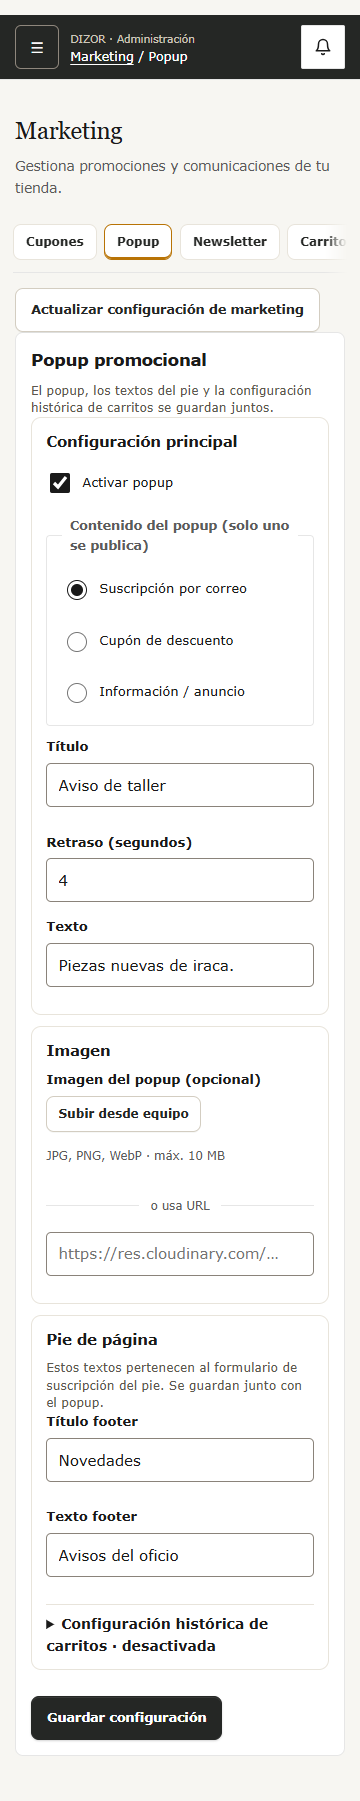 DIZOR · Administración
Marketing / Popup
Marketing
Gestiona promociones y comunicaciones de tu
tienda.
Cupones
Popup
Newsletter
Carrito
Actualizar configuración de marketing
Popup promocional
El popup, los textos del pie y la configuración
histórica de carritos se guardan juntos.
Configuración principal
Activar popup
Contenido del popup (solo uno
se publica)
Suscripción por correo
Cupón de descuento
Información / anuncio
Título
Aviso de taller
Retraso (segundos)
4
Texto
Piezas nuevas de iraca.
Imagen
Imagen del popup (opcional)
Subir desde equipo
JPG, PNG, WebP · máx. 10 MB
o usa URL
https://res.cloudinary.com/...
Pie de página
Estos textos pertenecen al formulario de
suscripción del pie. Se guardan junto con
el popup.
Título footer
Novedades
Texto footer
Avisos del oficio
Configuración histórica de
carritos · desactivada
Guardar configuración